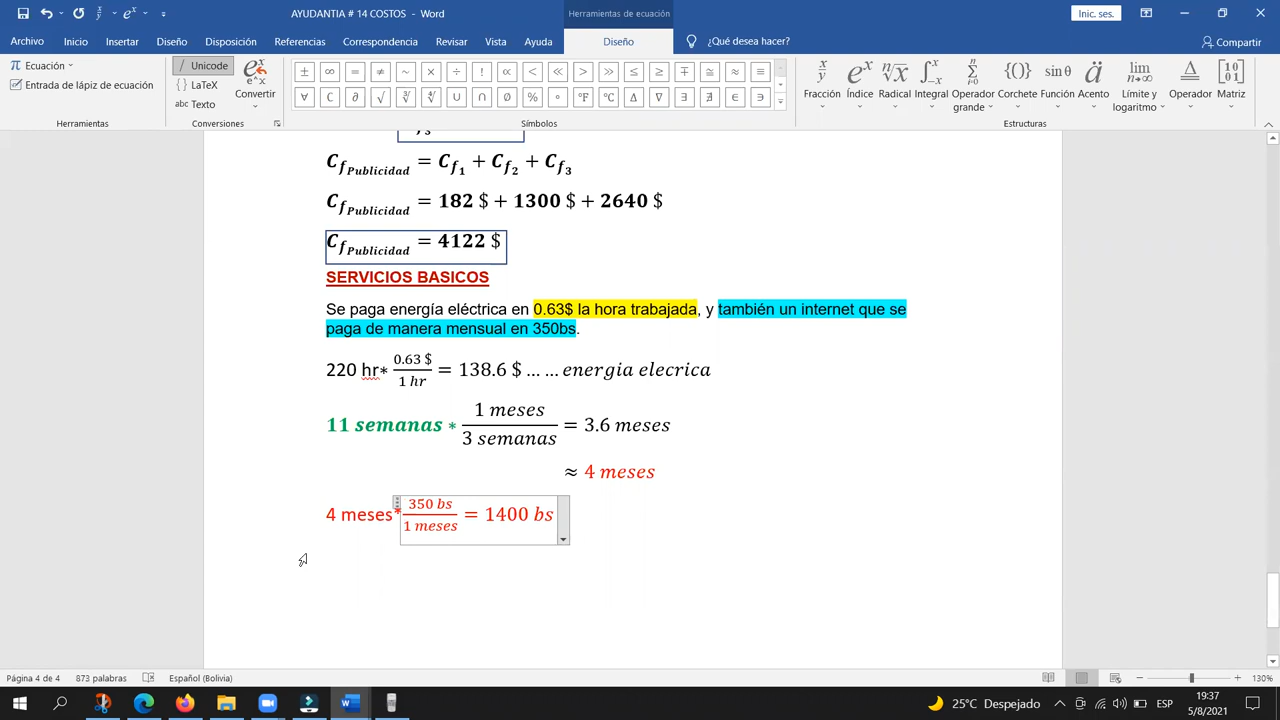 AYUDANTIA # 14 COSTOS - Word
Herramientas de ecuación
Inic. ses.
Archivo Inicio Insertar Diseño Disposición Referencias Correspondencia Revisar Vista Ayuda Diseño ¿Qué desea hacer? Compartir
π Ecuación
Entrada de lápiz de ecuación
Herramientas
Unicode
LaTeX
abc Texto
Convertir
Conversiones
± ∞ = ≠ ~ × ÷ ! ∝ < ≪ > ≫ ≤ ≥ ∓ ≅ ≈ ≡
∀ ∁ ∂ √ ∛ ∜ ∪ ∩ ∅ % ° °F °C ∆ ∇ ∃ ∄ ∈ ∋
Símbolos
Fracción Índice Radical Integral Operador grande Corchete Función Acento Límite y logaritmo Operador Matriz
Estructuras
C_{f_{Publicidad}} = C_{f_1} + C_{f_2} + C_{f_3}
C_{f_{Publicidad}} = 182 $ + 1300 $ + 2640 $
C_{f_{Publicidad}} = 4122 $
SERVICIOS BASICOS
Se paga energía eléctrica en 0.63$ la hora trabajada, y también un internet que se
paga de manera mensual en 350bs.
220 hr* 0.63 $ / 1 hr = 138.6 $ … … energia elecrica
11 semanas * 1 meses / 3 semanas = 3.6 meses
≈ 4 meses
4 meses* 350 bs / 1 meses = 1400 bs
Página 4 de 4 873 palabras Español (Bolivia) 130%
25°C Despejado ESP 19:37
5/8/2021